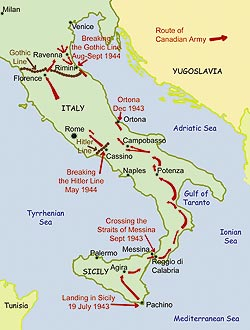 Milan
Venice
Route of
Canadian Army
Gothic
Line
Ravenna
Breaking
the Gothic Line
Aug-Sept 1944
Rimini
Florence
YUGOSLAVIA
ITALY
Ortona
Dec 1943
Ortona
Adriatic Sea
Rome
Hitler
Line
Campobasso
Cassino
Naples
Potenza
Breaking
the Hitler Line
May 1944
Gulf of
Taranto
Tyrrhenian
Sea
Crossing the
Straits of Messina
Sept 1943
Ionian
Sea
Messina
Reggio di
Calabria
Palermo
SICILY
Agira
Tunisia
Landing in Sicily
19 July 1943
Pachino
Mediterranean Sea